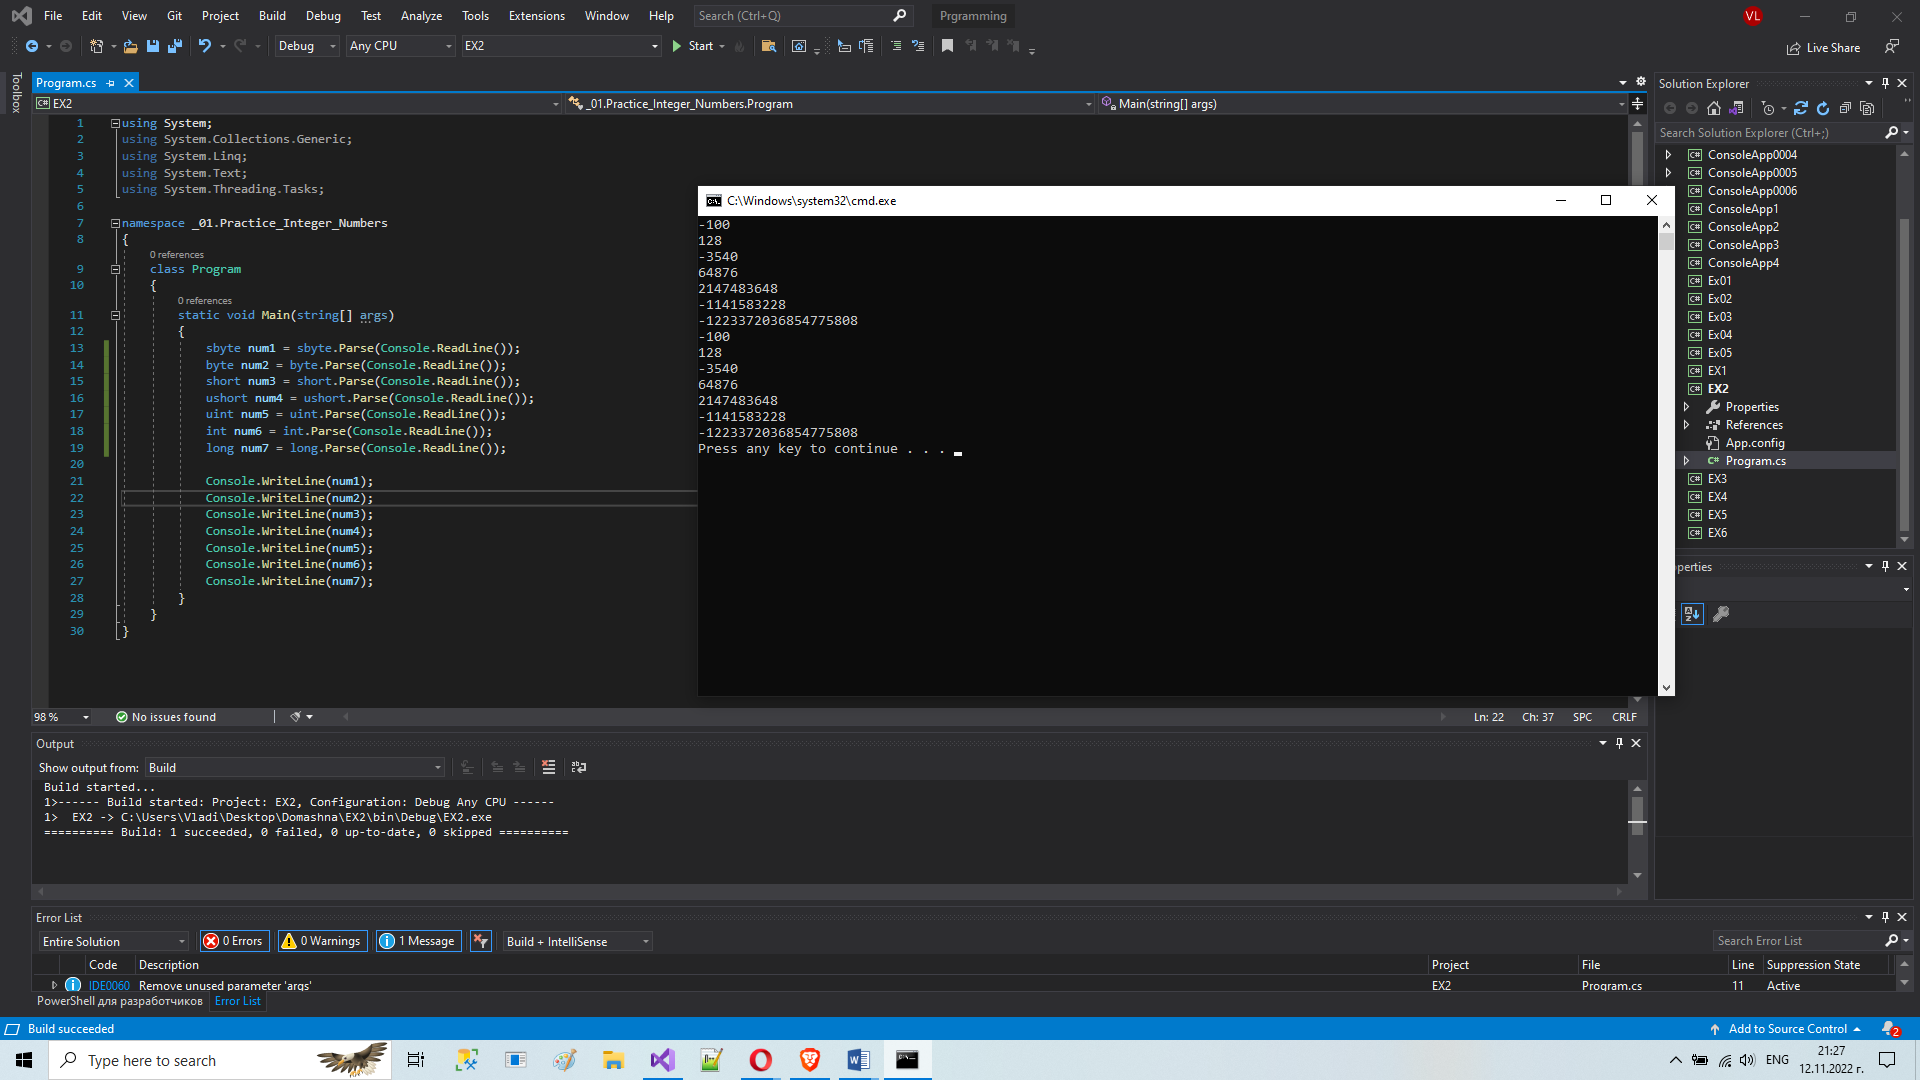 File Edit View Git Project Build Debug Test Analyze Tools Extensions Window Help Search (Ctrl+Q) Prgramming VL
Debug Any CPU EX2 Start Live Share
Toolbox
Program.cs
EX2 _01.Practice_Integer_Numbers.Program Main(string[] args)
1 using System;
2 using System.Collections.Generic;
3 using System.Linq;
4 using System.Text;
5 using System.Threading.Tasks;
6
7 namespace _01.Practice_Integer_Numbers
8 {
0 references
9 class Program
10 {
0 references
11 static void Main(string[] args)
12 {
13 sbyte num1 = sbyte.Parse(Console.ReadLine());
14 byte num2 = byte.Parse(Console.ReadLine());
15 short num3 = short.Parse(Console.ReadLine());
16 ushort num4 = ushort.Parse(Console.ReadLine());
17 uint num5 = uint.Parse(Console.ReadLine());
18 int num6 = int.Parse(Console.ReadLine());
19 long num7 = long.Parse(Console.ReadLine());
20
21 Console.WriteLine(num1);
22 Console.WriteLine(num2);
23 Console.WriteLine(num3);
24 Console.WriteLine(num4);
25 Console.WriteLine(num5);
26 Console.WriteLine(num6);
27 Console.WriteLine(num7);
28 }
29 }
30 }
C:\Windows\system32\cmd.exe
-100
128
-3540
64876
2147483648
-1141583228
-1223372036854775808
-100
128
-3540
64876
2147483648
-1141583228
-1223372036854775808
Press any key to continue . . .
Solution Explorer
Search Solution Explorer (Ctrl+;)
ConsoleApp0004
ConsoleApp0005
ConsoleApp0006
ConsoleApp1
ConsoleApp2
ConsoleApp3
ConsoleApp4
Ex01
Ex02
Ex03
Ex04
Ex05
EX1
EX2
Properties
References
App.config
Program.cs
EX3
EX4
EX5
EX6
perties
98 % No issues found Ln: 22 Ch: 37 SPC CRLF
Output
Show output from: Build
Build started...
1>------ Build started: Project: EX2, Configuration: Debug Any CPU ------
1>  EX2 -> C:\Users\Vladi\Desktop\Domashna\EX2\bin\Debug\EX2.exe
========== Build: 1 succeeded, 0 failed, 0 up-to-date, 0 skipped ==========
Error List
Entire Solution 0 Errors 0 Warnings 1 Message Build + IntelliSense Search Error List
Code Description Project File Line Suppression State
IDE0060 Remove unused parameter 'args' EX2 Program.cs 11 Active
PowerShell для разработчиков Error List
Build succeeded Add to Source Control 2
Type here to search ENG 21:27
12.11.2022 г.